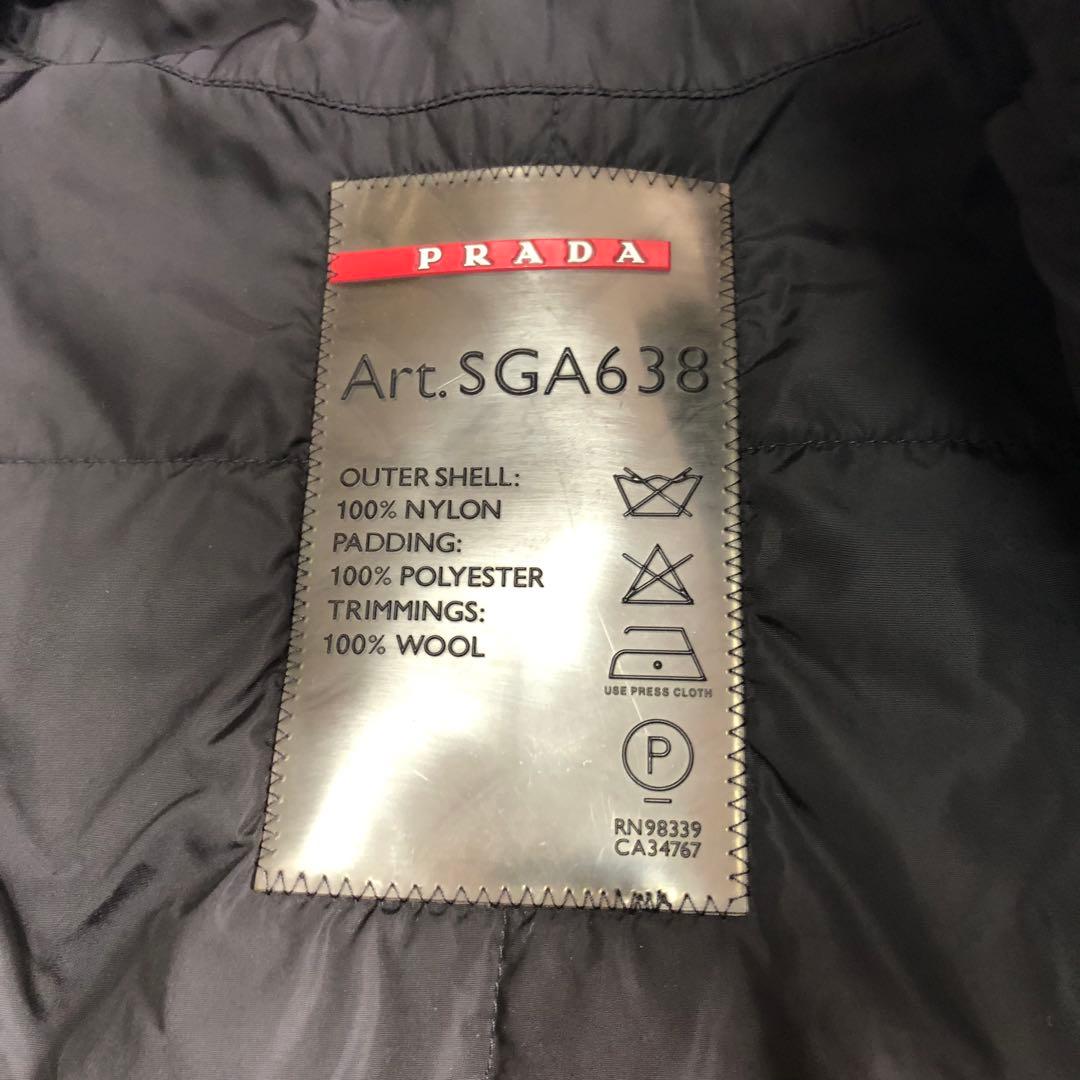 PRADA
Art. SGA638
OUTER SHELL:
100% NYLON
PADDING:
100% POLYESTER
TRIMMINGS:
100% WOOL
USE PRESS CLOTH
P
RN98339
CA34767